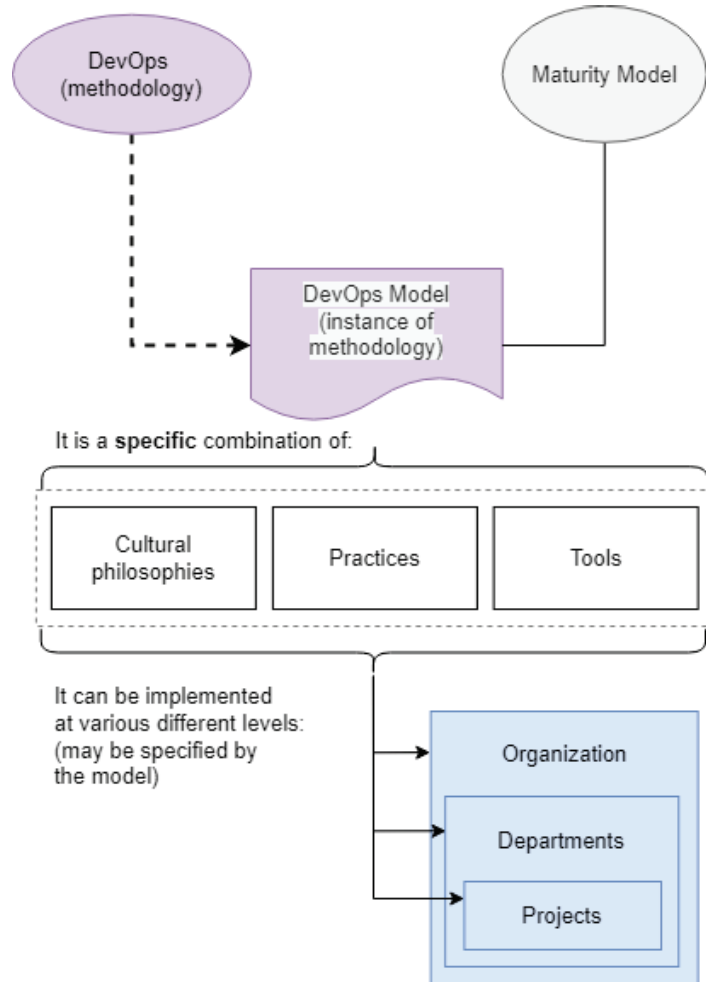 DevOps
(methodology)
Maturity Model
DevOps Model
(instance of
methodology)
It is a specific combination of:
Cultural
philosophies
Practices
Tools
It can be implemented
at various different levels:
(may be specified by
the model)
Organization
Departments
Projects